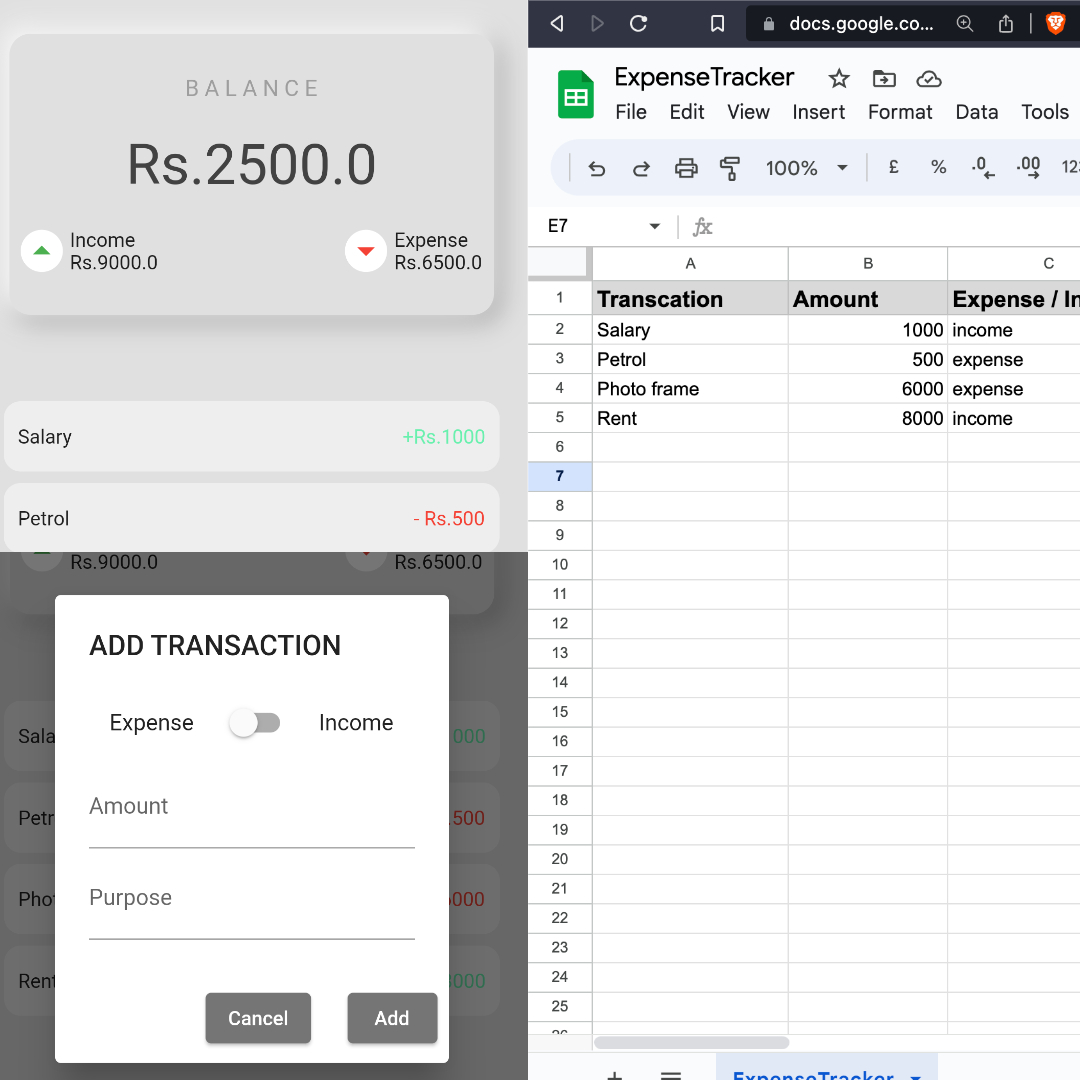 BALANCE
Rs.2500.0
Income
Rs.9000.0
Expense
Rs.6500.0
Salary
+Rs.1000
Petrol
- Rs.500
Rs.9000.0
Rs.6500.0
ADD TRANSACTION
Expense
Income
Amount
Purpose
Cancel
Add
Sala
000
Petr
.500
Pho
000
Rent
8000
docs.google.co...
ExpenseTracker
File Edit View Insert Format Data Tools
100% £ % .0 .00 123
E7 fx
A B C
1 Transcation Amount Expense / In
2 Salary 1000 income
3 Petrol 500 expense
4 Photo frame 6000 expense
5 Rent 8000 income
6
7
8
9
10
11
12
13
14
15
16
17
18
19
20
21
22
23
24
25
26
ExpenseTracker